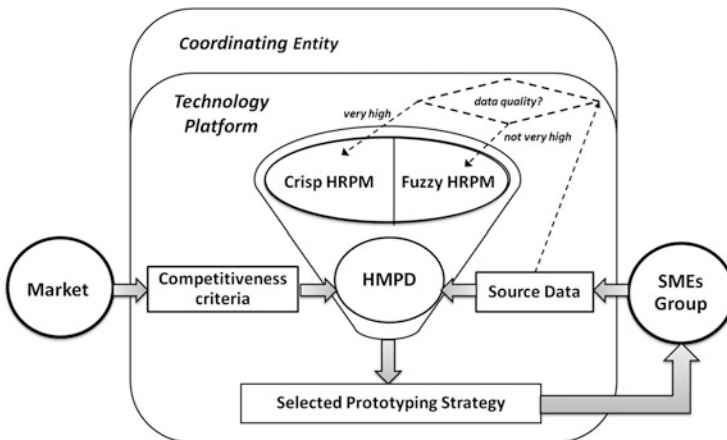 Coordinating Entity
Technology
Platform
data quality?
very high
not very high
Crisp HRPM
Fuzzy HRPM
Market
Competitiveness
criteria
HMPD
Source Data
SMEs
Group
Selected Prototyping Strategy